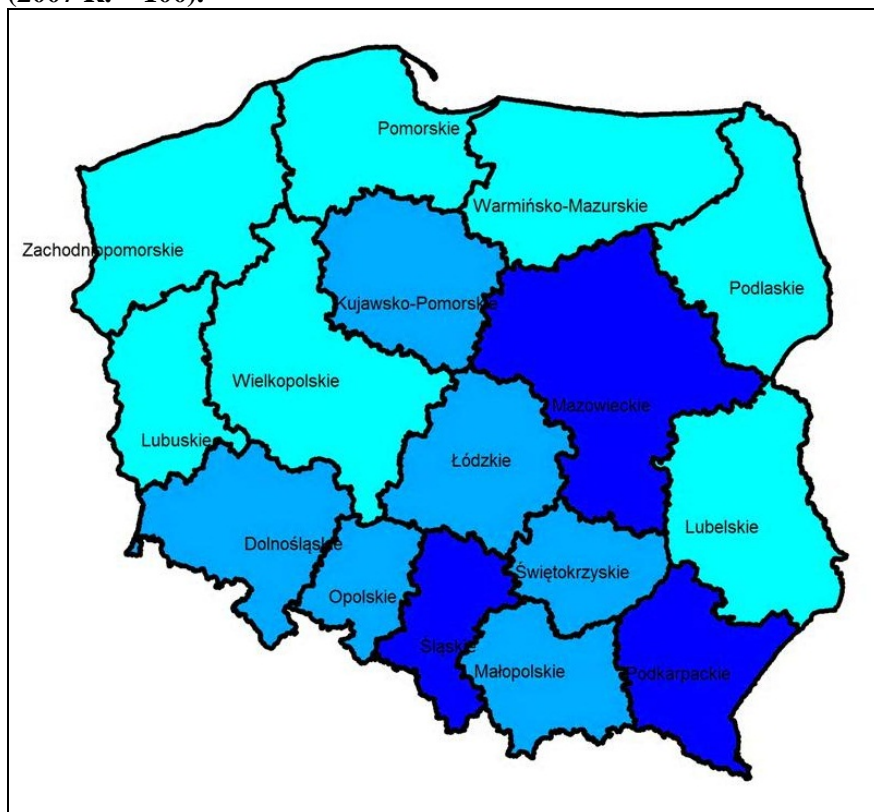 (2007 R. = 100).
Pomorskie
Warmińsko-Mazurskie
Zachodniopomorskie
Podlaskie
Kujawsko-Pomorskie
Wielkopolskie
Mazowieckie
Lubuskie
Łódzkie
Lubelskie
Dolnośląskie
Świętokrzyskie
Opolskie
Śląskie
Małopolskie
Podkarpackie